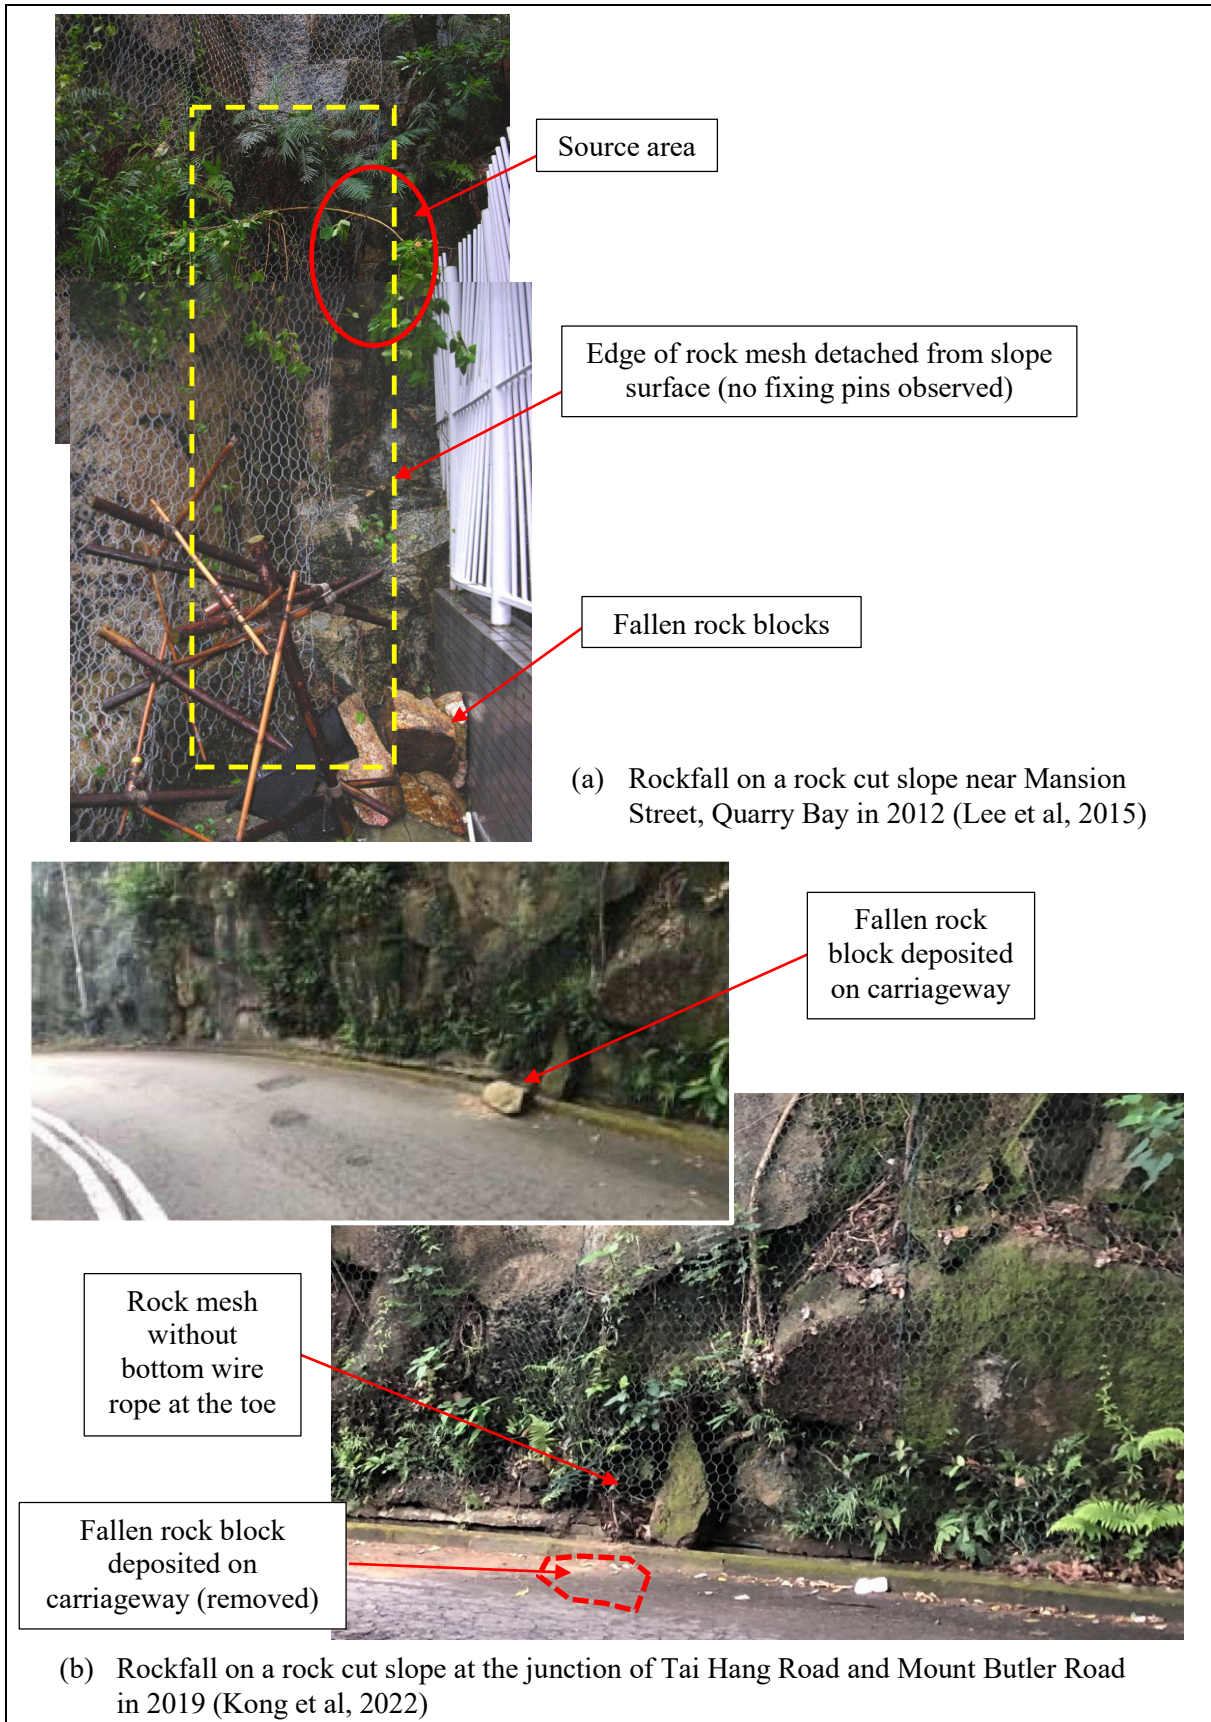 Source area
Edge of rock mesh detached from slope
surface (no fixing pins observed)
Fallen rock blocks
(a) Rockfall on a rock cut slope near Mansion
Street, Quarry Bay in 2012 (Lee et al, 2015)
Fallen rock
block deposited
on carriageway
Rock mesh
without
bottom wire
rope at the toe
Fallen rock block
deposited on
carriageway (removed)
(b) Rockfall on a rock cut slope at the junction of Tai Hang Road and Mount Butler Road
in 2019 (Kong et al, 2022)